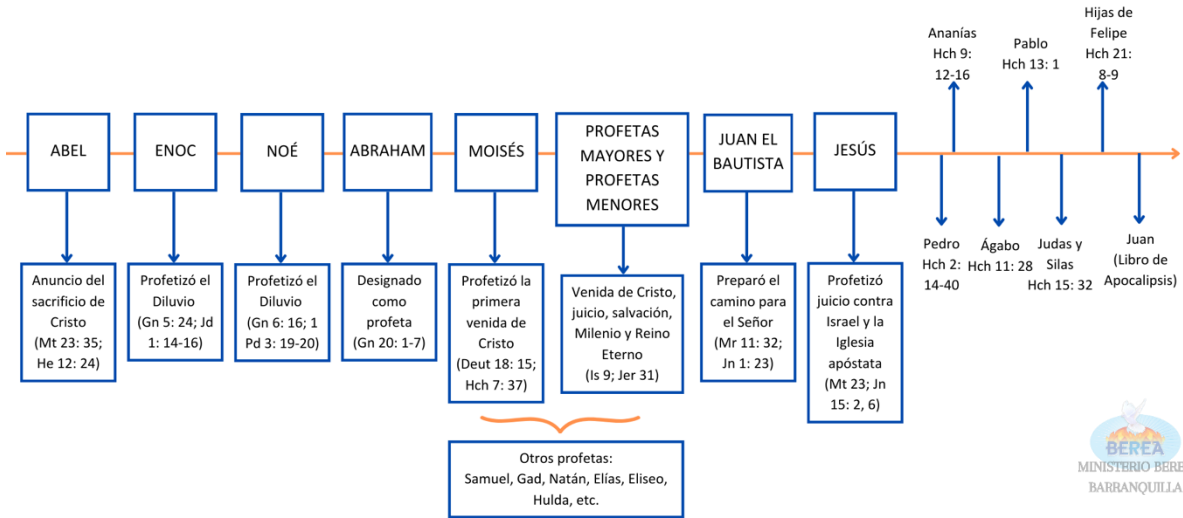 Ananías
Hch 9:
12-16
Pablo
Hch 13: 1
Hijas de
Felipe
Hch 21:
8-9
ABEL
ENOC
NOÉ
ABRAHAM
MOISÉS
PROFETAS
MAYORES Y
PROFETAS
MENORES
JUAN EL
BAUTISTA
JESÚS
Anuncio del
sacrificio de
Cristo
(Mt 23: 35;
He 12: 24)
Profetizó el
Diluvio
(Gn 5: 24; Jd
1: 14-16)
Profetizó el
Diluvio
(Gn 6: 16; 1
Pd 3: 19-20)
Designado
como
profeta
(Gn 20: 1-7)
Profetizó la
primera
venida de
Cristo
(Deut 18: 15;
Hch 7: 37)
Venida de Cristo,
juicio, salvación,
Milenio y Reino
Eterno
(Is 9; Jer 31)
Preparó el
camino para
el Señor
(Mr 11: 32;
Jn 1: 23)
Profetizó
juicio contra
Israel y la
Iglesia
apóstata
(Mt 23; Jn
15: 2, 6)
Pedro
Hch 2:
14-40
Ágabo
Hch 11: 28
Judas y
Silas
Hch 15: 32
Juan
(Libro de
Apocalipsis)
Otros profetas:
Samuel, Gad, Natán, Elías, Eliseo,
Hulda, etc.
BEREA
MINISTERIO BERE
BARRANQUILLA